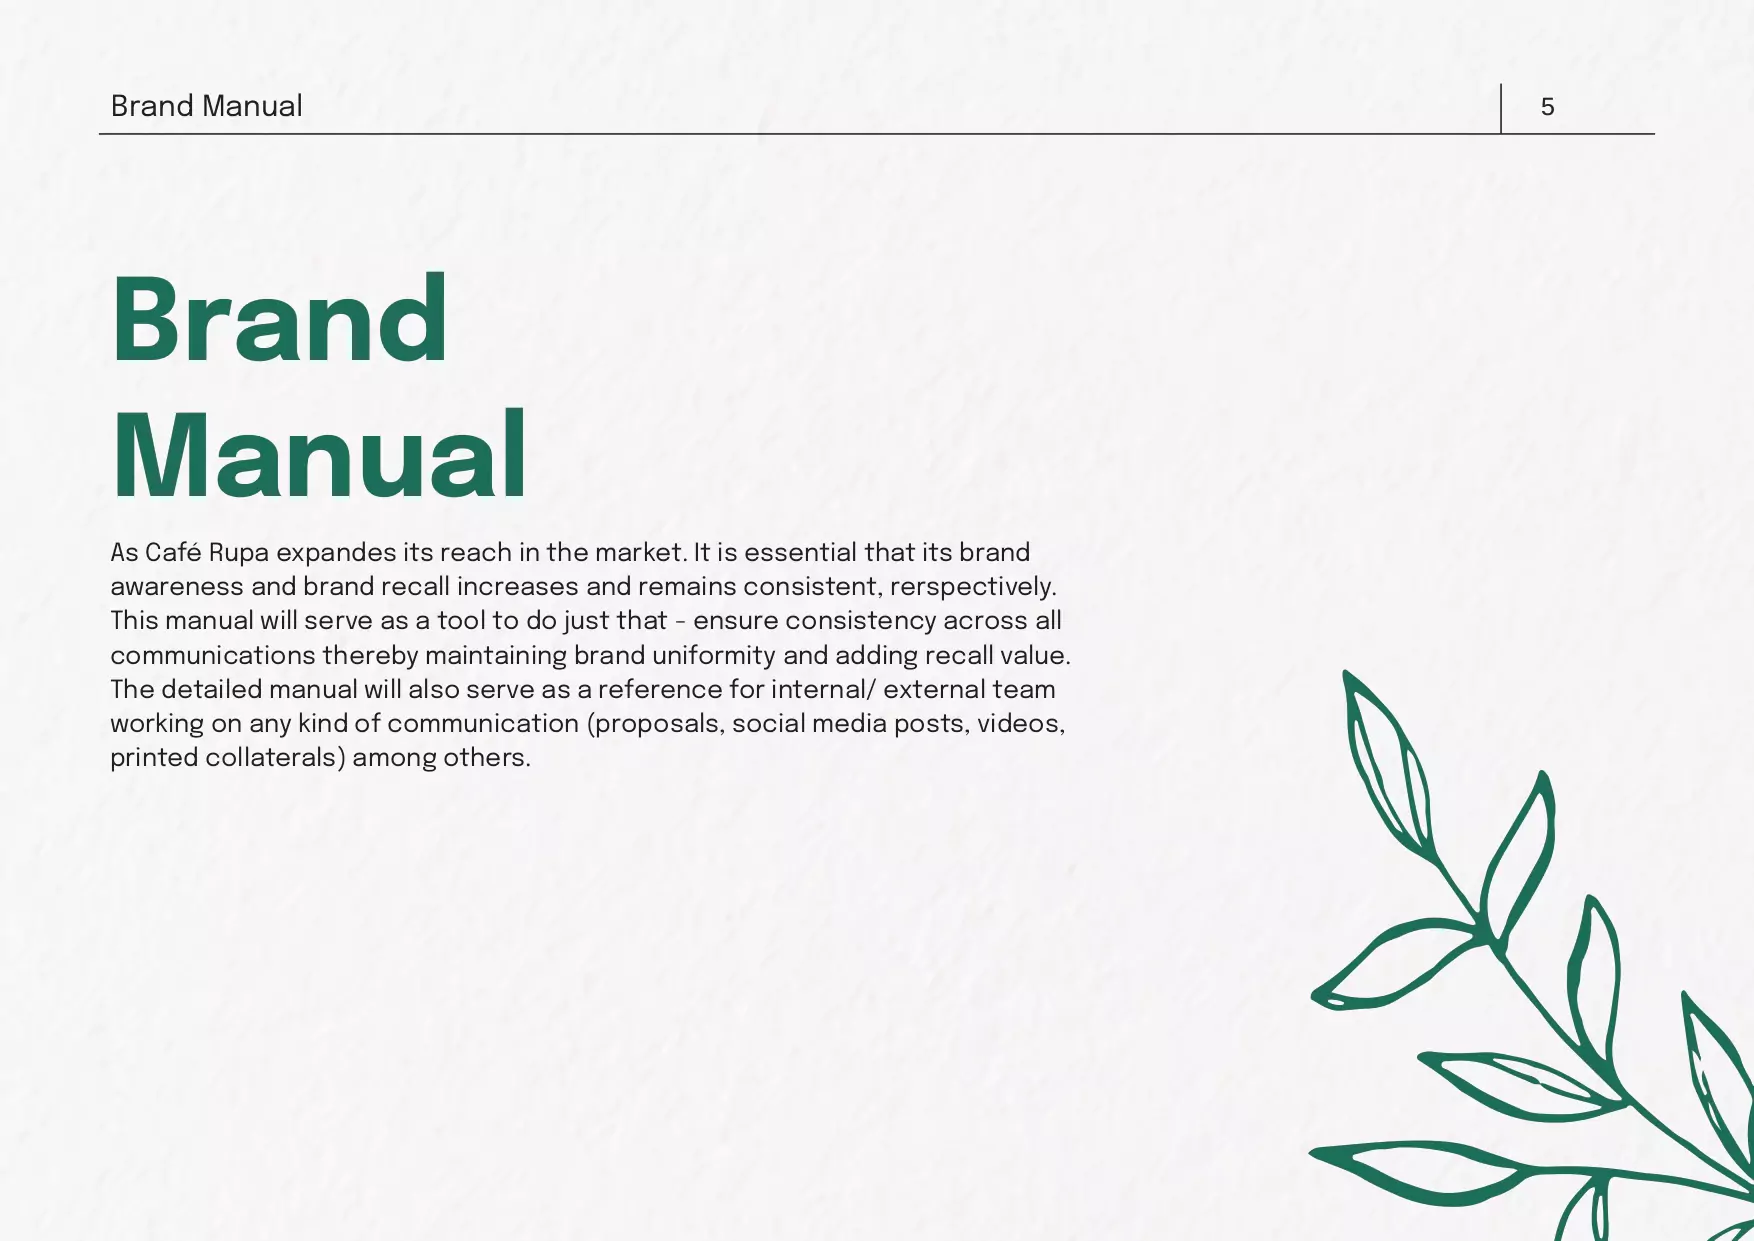 Brand Manual
5
Brand
Manual
As Café Rupa expandes its reach in the market. It is essential that its brand
awareness and brand recall increases and remains consistent, rerspectively.
This manual will serve as a tool to do just that - ensure consistency across all
communications thereby maintaining brand uniformity and adding recall value.
The detailed manual will also serve as a reference for internal/ external team
working on any kind of communication (proposals, social media posts, videos,
printed collaterals) among others.